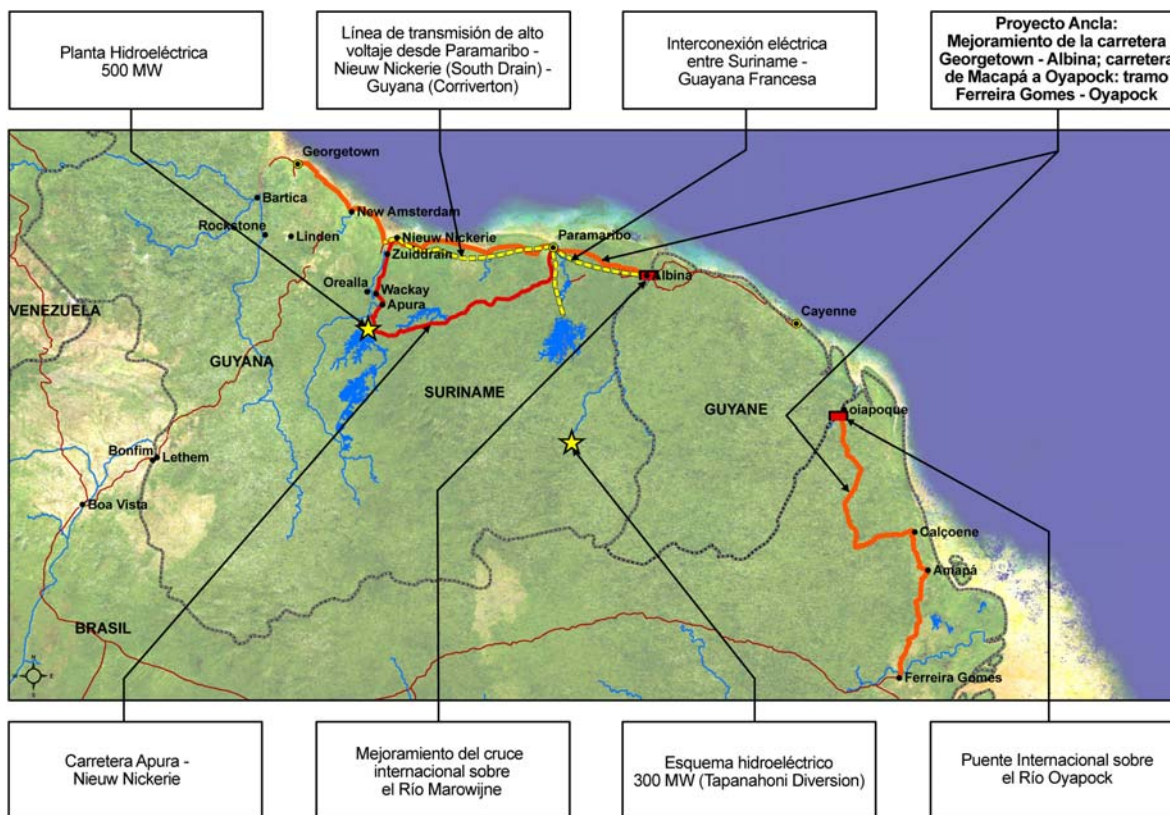 Planta Hidroeléctrica
500 MW
Línea de transmisión de alto
voltaje desde Paramaribo -
Nieuw Nickerie (South Drain) -
Guyana (Corriverton)
Interconexión eléctrica
entre Suriname -
Guayana Francesa
Proyecto Ancla:
Mejoramiento de la carretera
Georgetown - Albina; carretera
de Macapá a Oyapock: tramo
Ferreira Gomes - Oyapock
Georgetown
Bartica
New Amsterdam
Rockstone
Linden
Nieuw Nickerie
Paramaribo
Zuiddrain
Albina
Orealla
Wackay
Apura
VENEZUELA
Cayenne
GUYANA
SURINAME
GUYANE
oiapoque
Bonfim
Lethem
Boa Vista
Calçoene
Amapá
BRASIL
N
S
Ferreira Gomes
Carretera Apura -
Nieuw Nickerie
Mejoramiento del cruce
internacional sobre
el Río Marowijne
Esquema hidroeléctrico
300 MW (Tapanahoni Diversion)
Puente Internacional sobre
el Río Oyapock